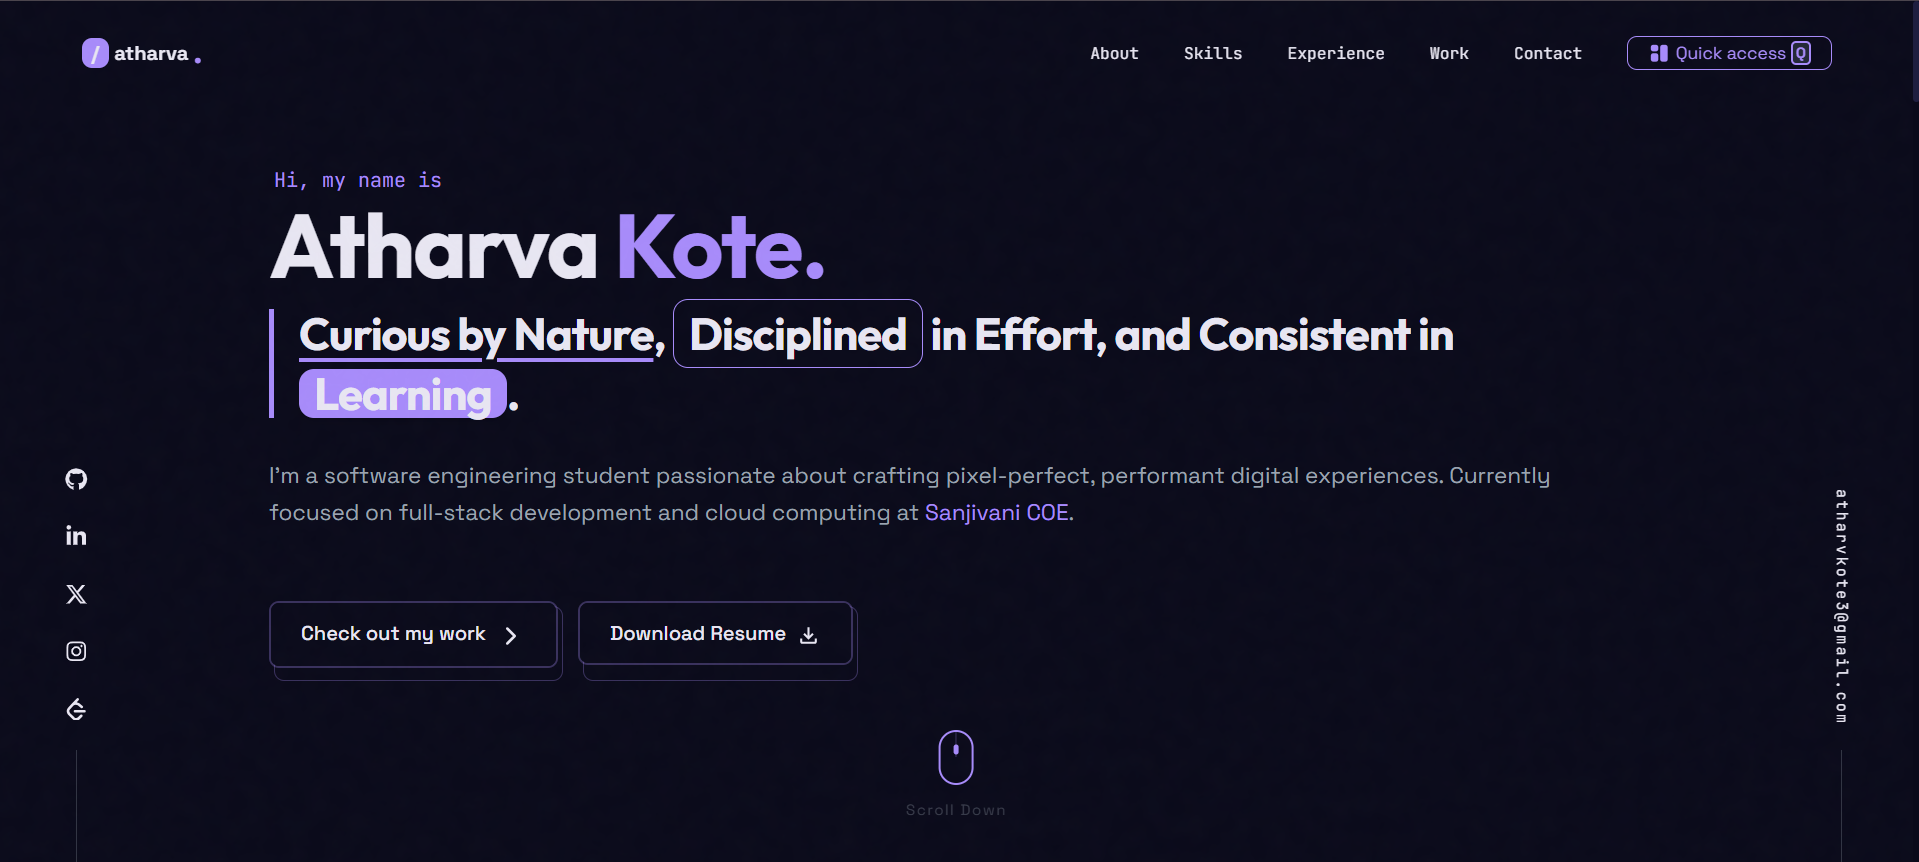 / atharva.
About Skills Experience Work Contact Quick access Q
Hi, my name is
Atharva Kote.
Curious by Nature, Disciplined in Effort, and Consistent in
Learning.
I'm a software engineering student passionate about crafting pixel-perfect, performant digital experiences. Currently
focused on full-stack development and cloud computing at Sanjivani COE.
Check out my work
Download Resume
Scroll Down
atharvkote3@gmail.com